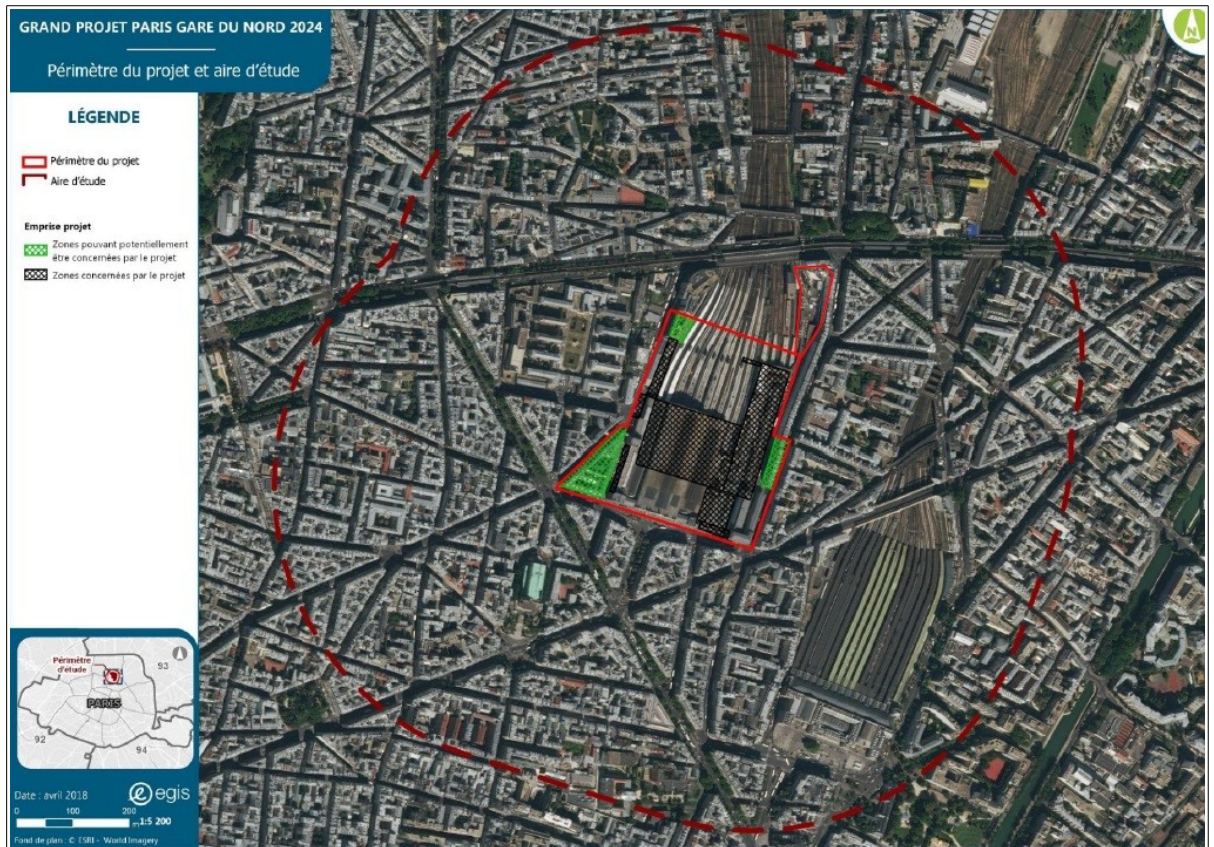 GRAND PROJET PARIS GARE DU NORD 2024
Périmètre du projet et aire d'étude
N
LÉGENDE
Périmètre du projet
Aire d'étude
Emprise projet
Zones pouvant potentiellement
être concernées par le projet
Zones concernées par le projet
Périmètre
d'étude
93
PARIS
92
94
Date : avril 2018
egis
0 100 200
m 1:5 200
Fond de plan : © ESRI - World Imagery